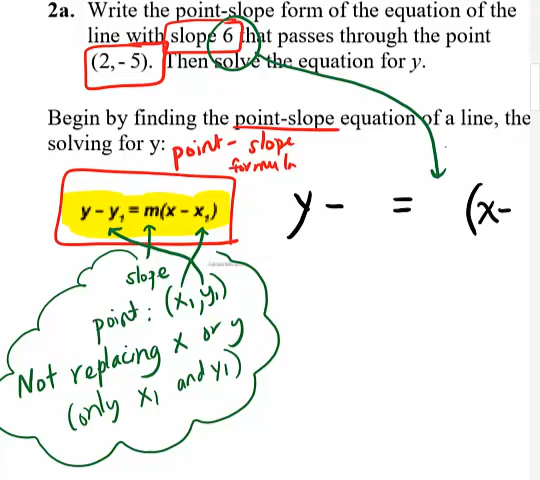 2a. Write the point-slope form of the equation of the
line with slope 6 that passes through the point
(2,- 5). Then solve the equation for y.
Begin by finding the point-slope equation of a line, the
solving for y:
point - slope
formula
y – y₁ = m(x – x₁)
y - = (x-
slope
point : (x₁,y₁)
Not replacing x or y
(only x₁ and y₁)